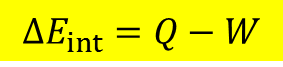 ΔE_int = Q − W